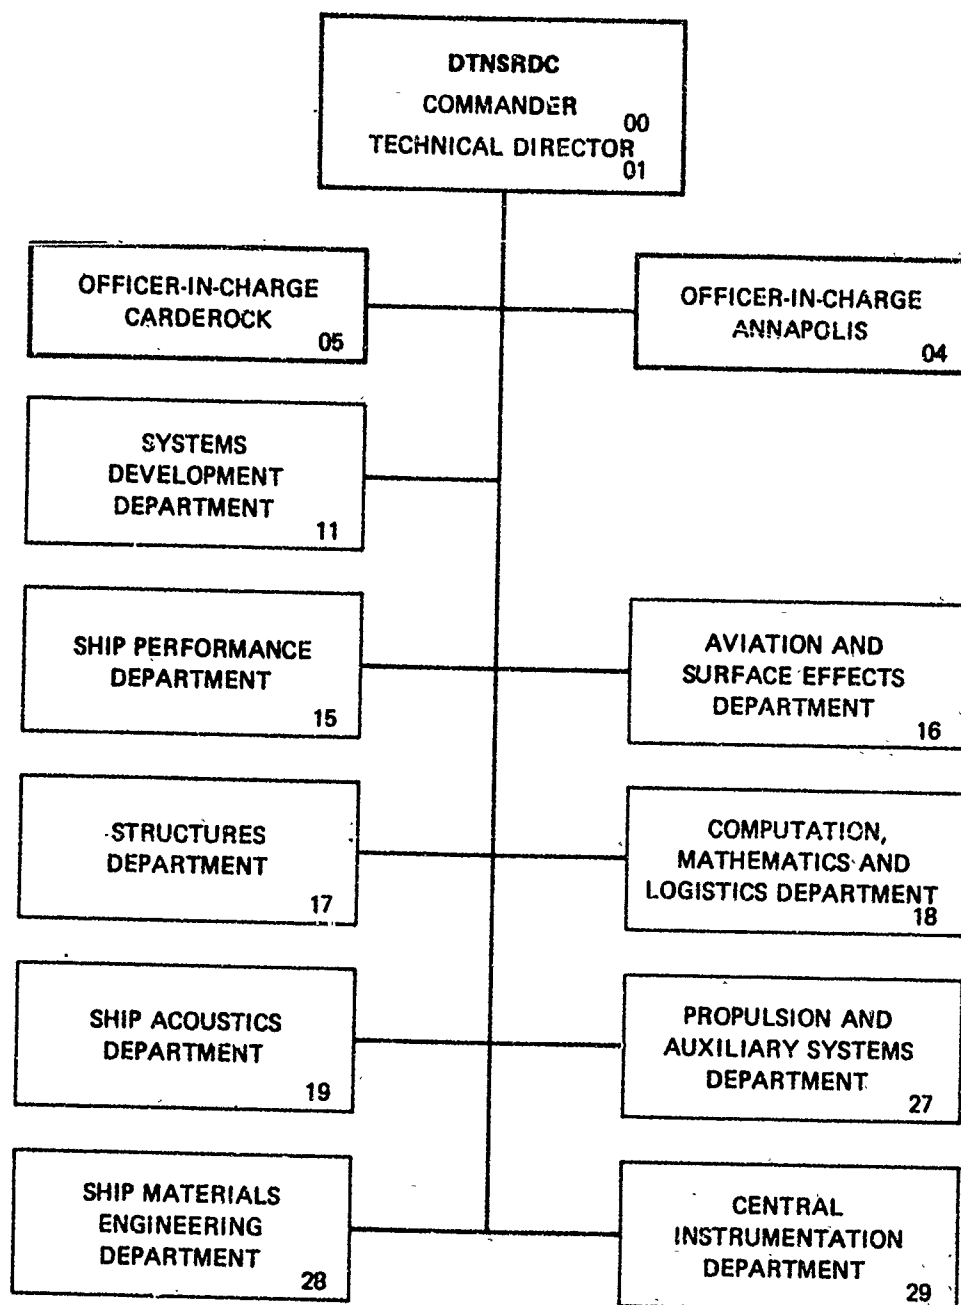 DTNSRDC
COMMANDER
00
TECHNICAL DIRECTOR
01
OFFICER-IN-CHARGE
CARDEROCK
05
OFFICER-IN-CHARGE
ANNAPOLIS
04
SYSTEMS
DEVELOPMENT
DEPARTMENT
11
SHIP PERFORMANCE
DEPARTMENT
15
AVIATION AND
SURFACE EFFECTS
DEPARTMENT
16
STRUCTURES
DEPARTMENT
17
COMPUTATION,
MATHEMATICS AND
LOGISTICS DEPARTMENT
18
SHIP ACOUSTICS
DEPARTMENT
19
PROPULSION AND
AUXILIARY SYSTEMS
DEPARTMENT
27
SHIP MATERIALS
ENGINEERING
DEPARTMENT
28
CENTRAL
INSTRUMENTATION
DEPARTMENT
29